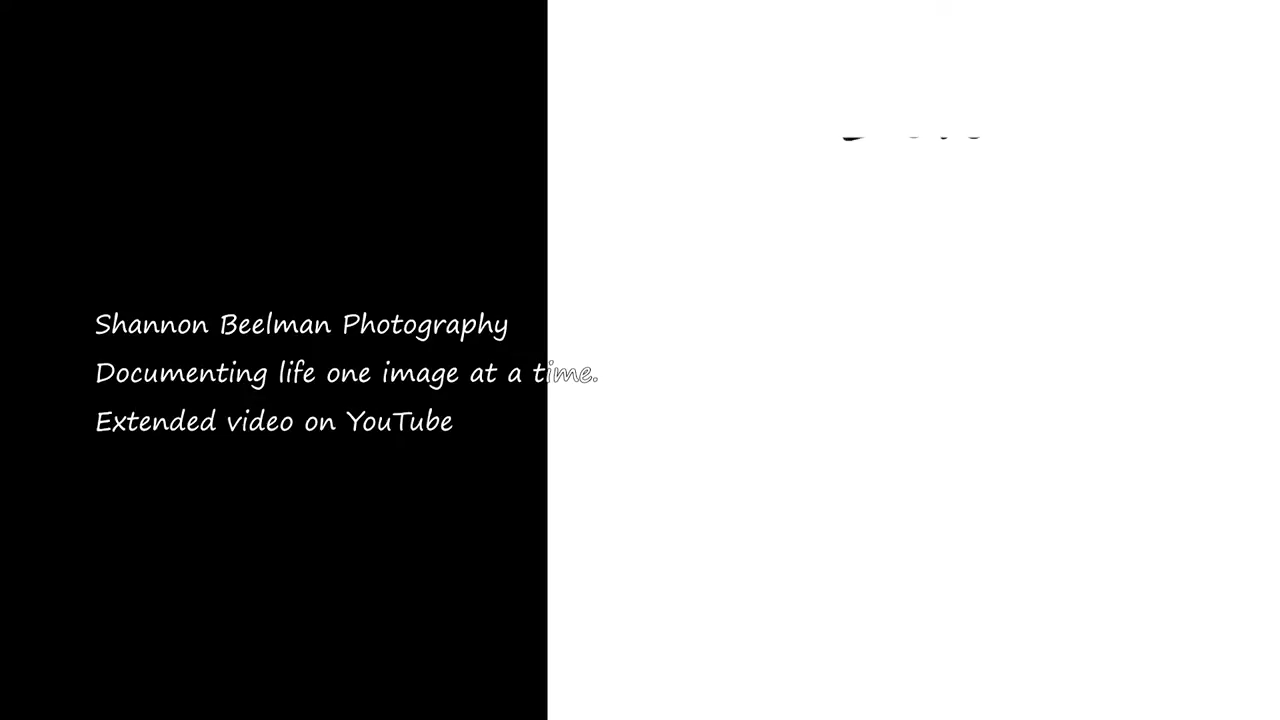 Shannon Beelman Photography
Documenting life one image at a time.
Extended video on YouTube